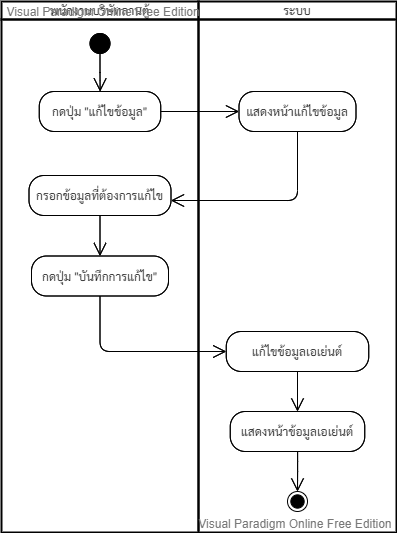 Visual Paradigm Online Free Edition
ระบบ
กดปุ่ม "แก้ไขข้อมูล"
แสดงหน้าแก้ไขข้อมูล
กรอกข้อมูลที่ต้องการแก้ไข
กดปุ่ม "บันทึกการแก้ไข"
แก้ไขข้อมูลเอเย่นต์
แสดงหน้าข้อมูลเอเย่นต์
Visual Paradigm Online Free Edition